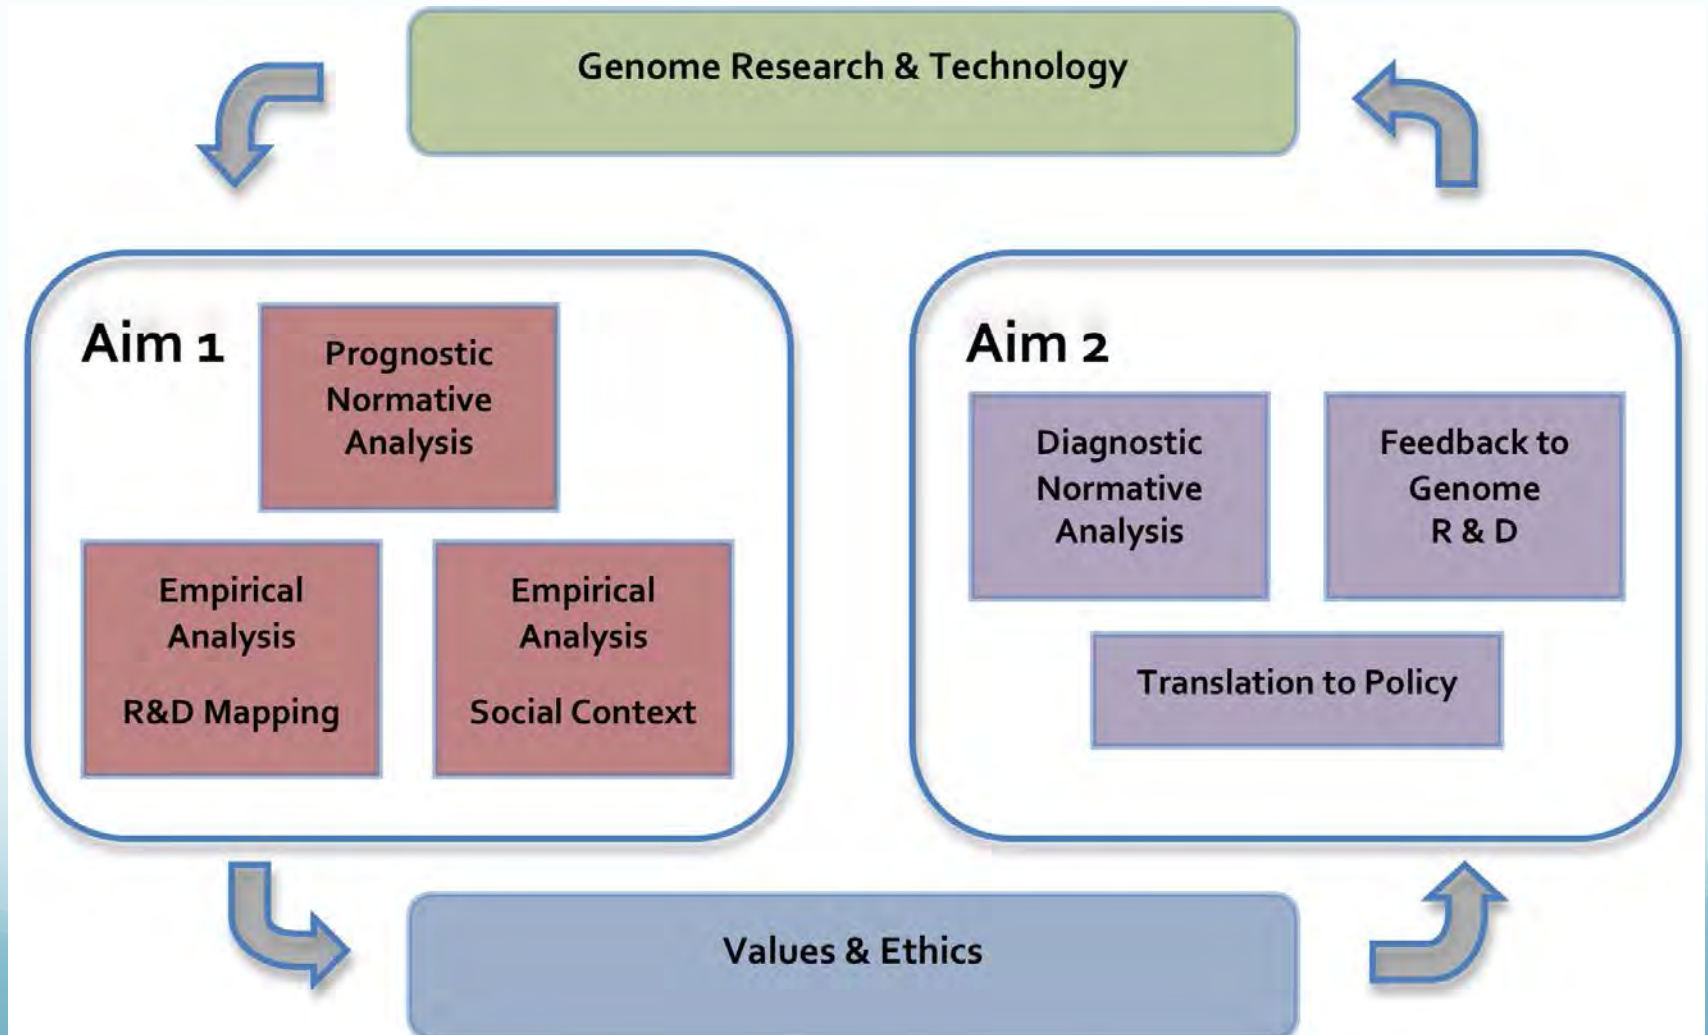 Genome Research & Technology
Aim 1
Prognostic
Normative
Analysis
Empirical
Analysis
R&D Mapping
Empirical
Analysis
Social Context
Aim 2
Diagnostic
Normative
Analysis
Feedback to
Genome
R & D
Translation to Policy
Values & Ethics